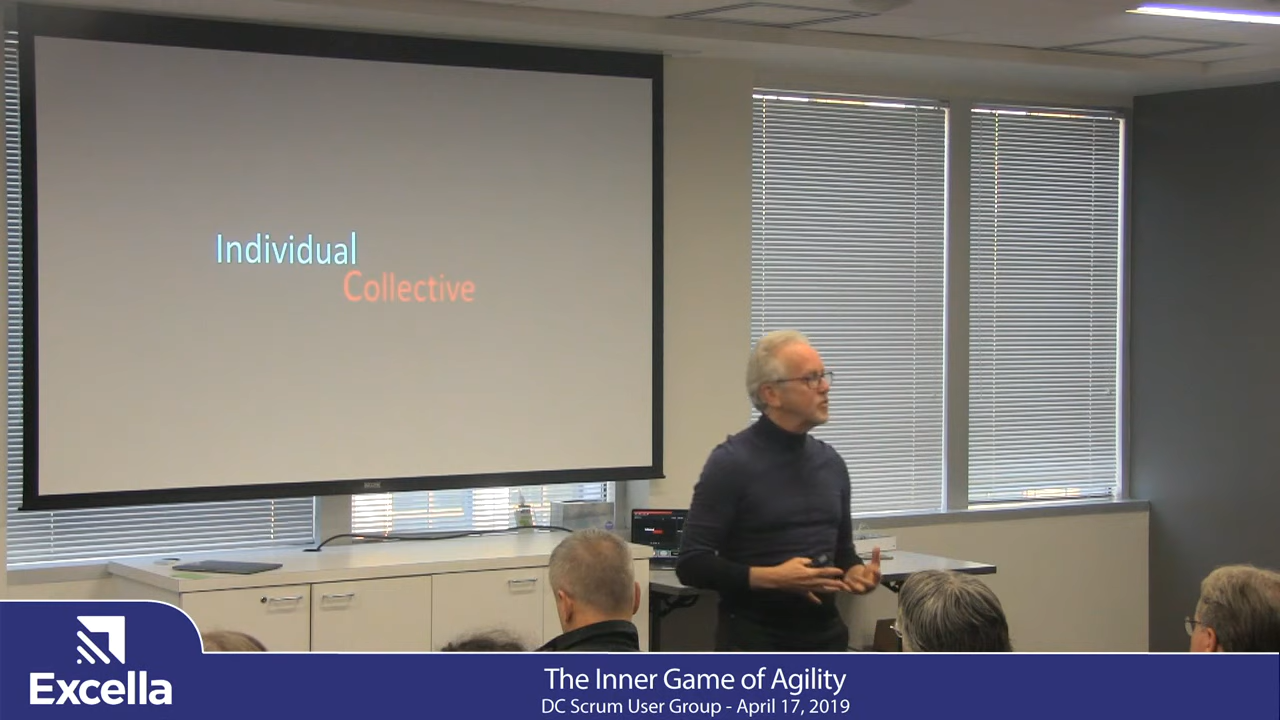 Individual
Collective
Excella
The Inner Game of Agility
DC Scrum User Group - April 17, 2019